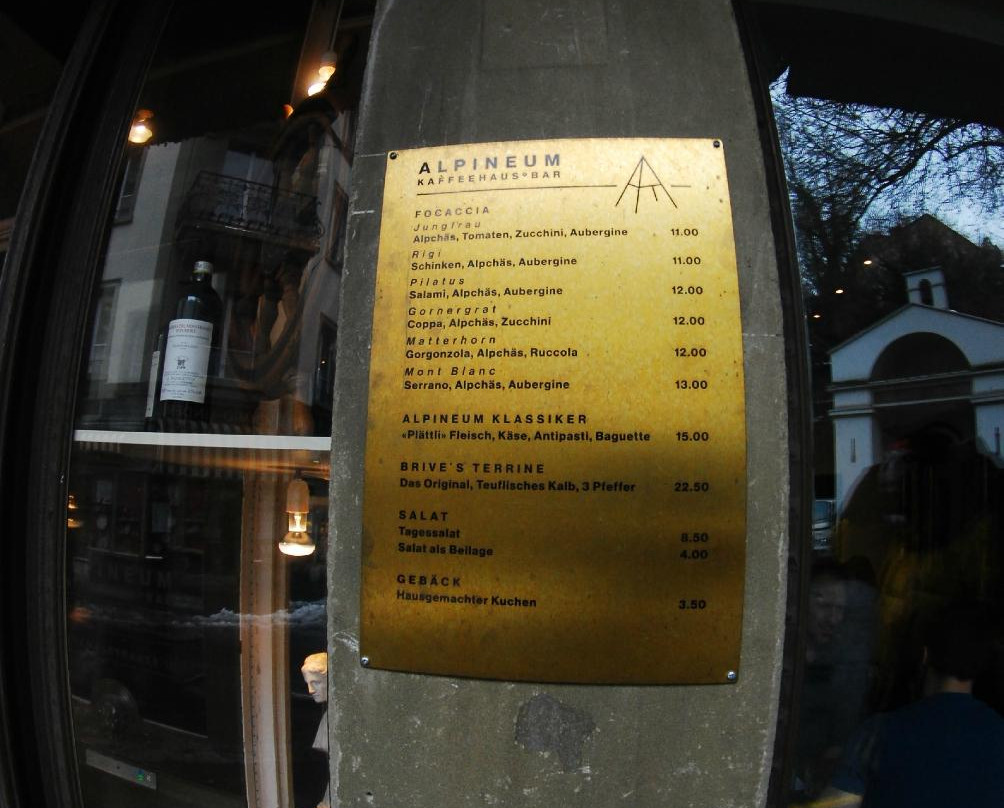 ALPINEUM
KAFFEEHAUS°BAR
FOCACCIA
Jungfrau
Alpchäs, Tomaten, Zucchini, Aubergine 11.00
Rigi
Schinken, Alpchäs, Aubergine 11.00
Pilatus
Salami, Alpchäs, Aubergine 12.00
Gornergrat
Coppa, Alpchäs, Zucchini 12.00
Matterhorn
Gorgonzola, Alpchäs, Ruccola 12.00
Mont Blanc
Serrano, Alpchäs, Aubergine 13.00
ALPINEUM KLASSIKER
«Plättli» Fleisch, Käse, Antipasti, Baguette 15.00
BRIVE'S TERRINE
Das Original, Teuflisches Kalb, 3 Pfeffer 22.50
SALAT
Tagessalat 8.50
Salat als Beilage 4.00
GEBÄCK
Hausgemachter Kuchen 3.50